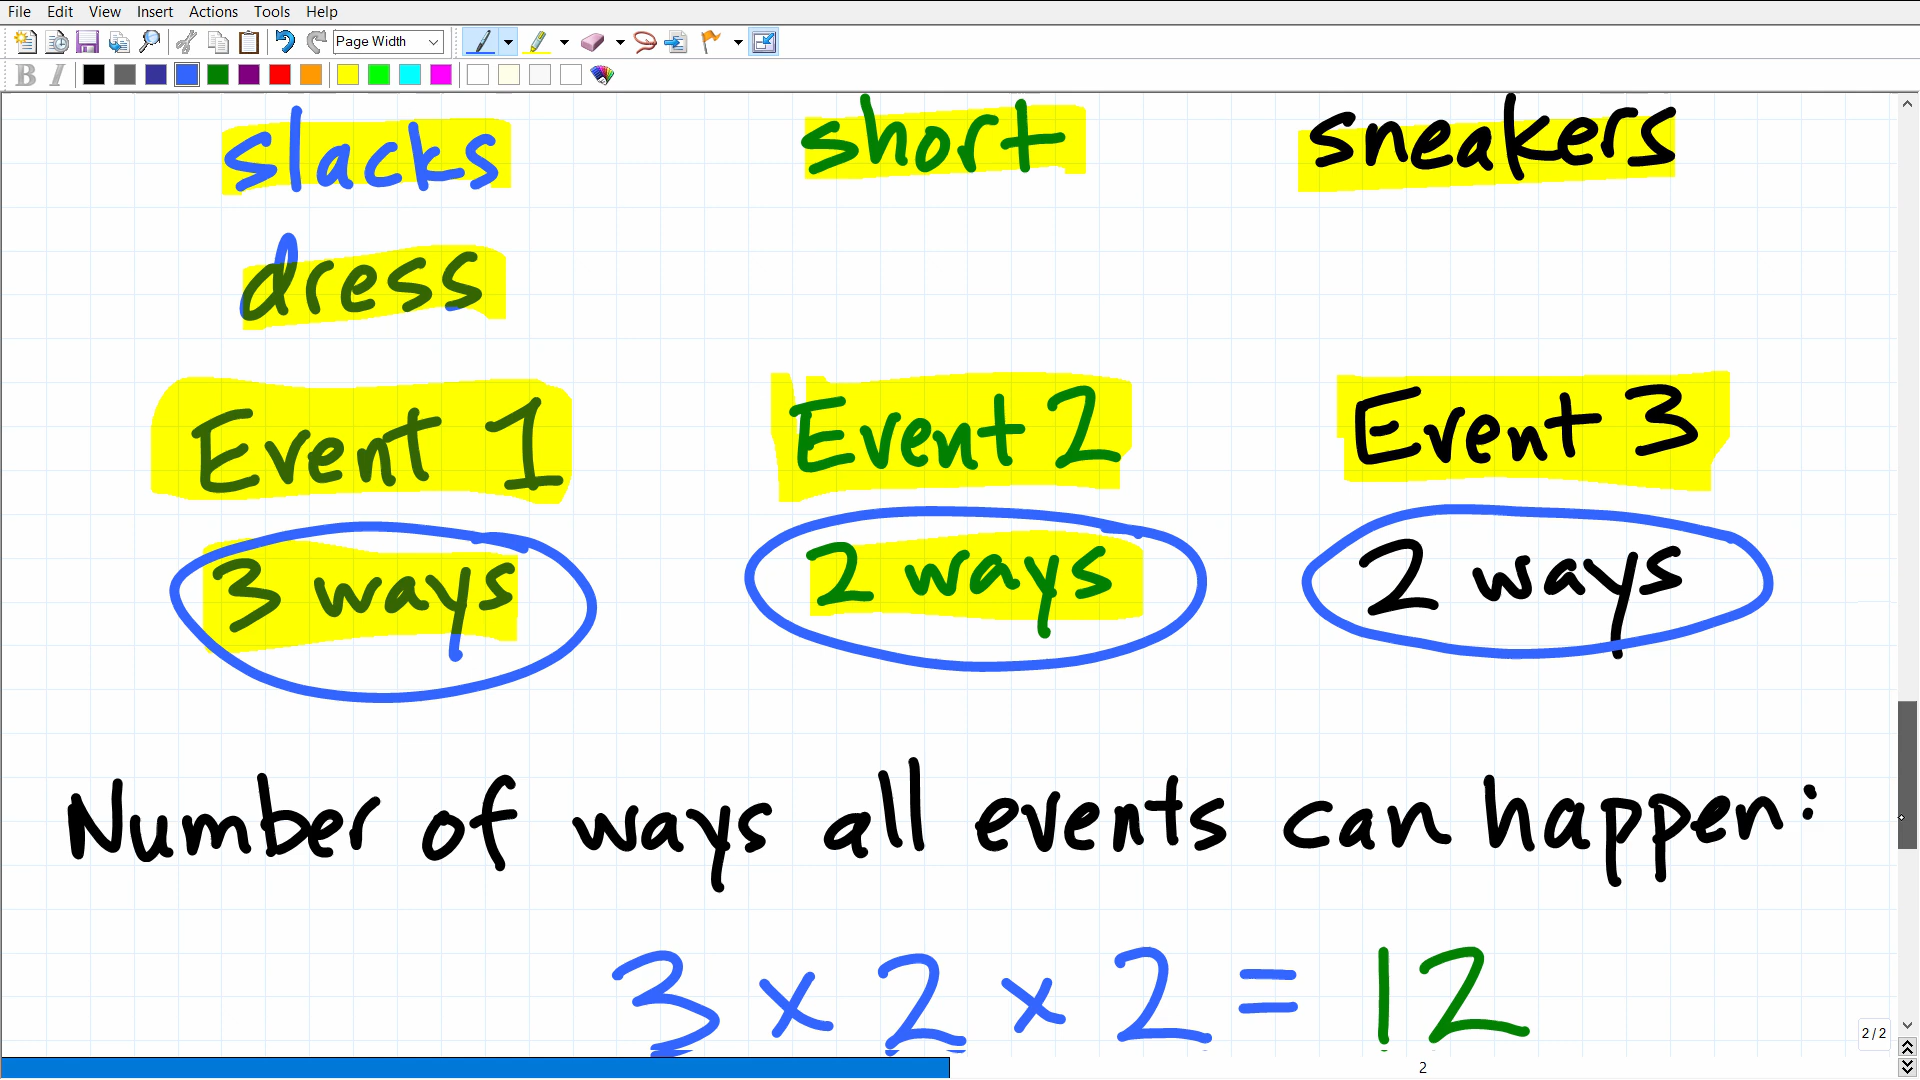 File Edit View Insert Actions Tools Help
Page Width
B I
slacks short sneakers
dress
Event 1 Event 2 Event 3
3 ways 2 ways 2 ways
Number of ways all events can happen:
3 x 2 x 2 = 12
2 / 2
2